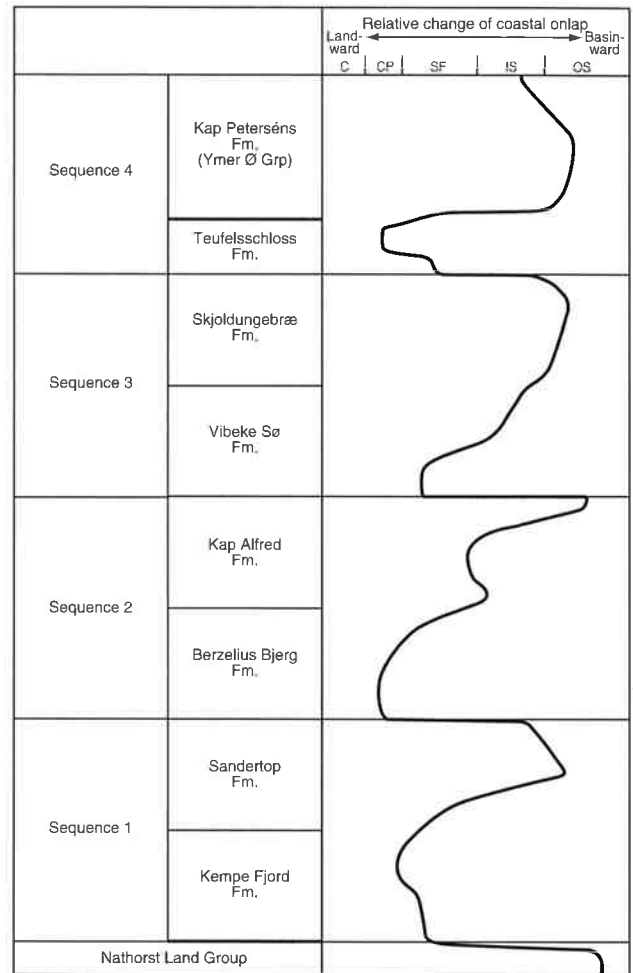 Relative change of coastal onlap
Land-
ward
Basin-
ward
C | CP | SF | IS | OS
Sequence 4
Kap Peterséns
Fm.
(Ymer Ø Grp)
Teufelsschloss
Fm.
Sequence 3
Skjoldungebræ
Fm.
Vibeke Sø
Fm.
Sequence 2
Kap Alfred
Fm.
Berzelius Bjerg
Fm.
Sequence 1
Sandertop
Fm.
Kempe Fjord
Fm.
Nathorst Land Group